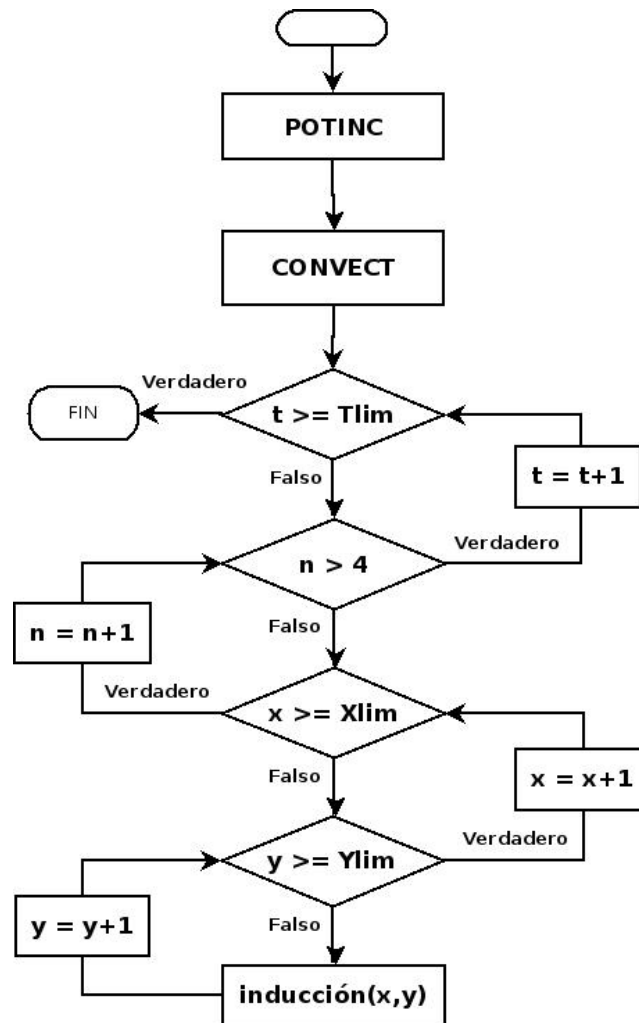 POTINC
CONVECT
Verdadero
FIN
t >= Tlim
t = t+1
Falso
n > 4
Verdadero
n = n+1
Falso
Verdadero
x >= Xlim
x = x+1
Falso
y >= Ylim
Verdadero
y = y+1
Falso
inducción(x,y)